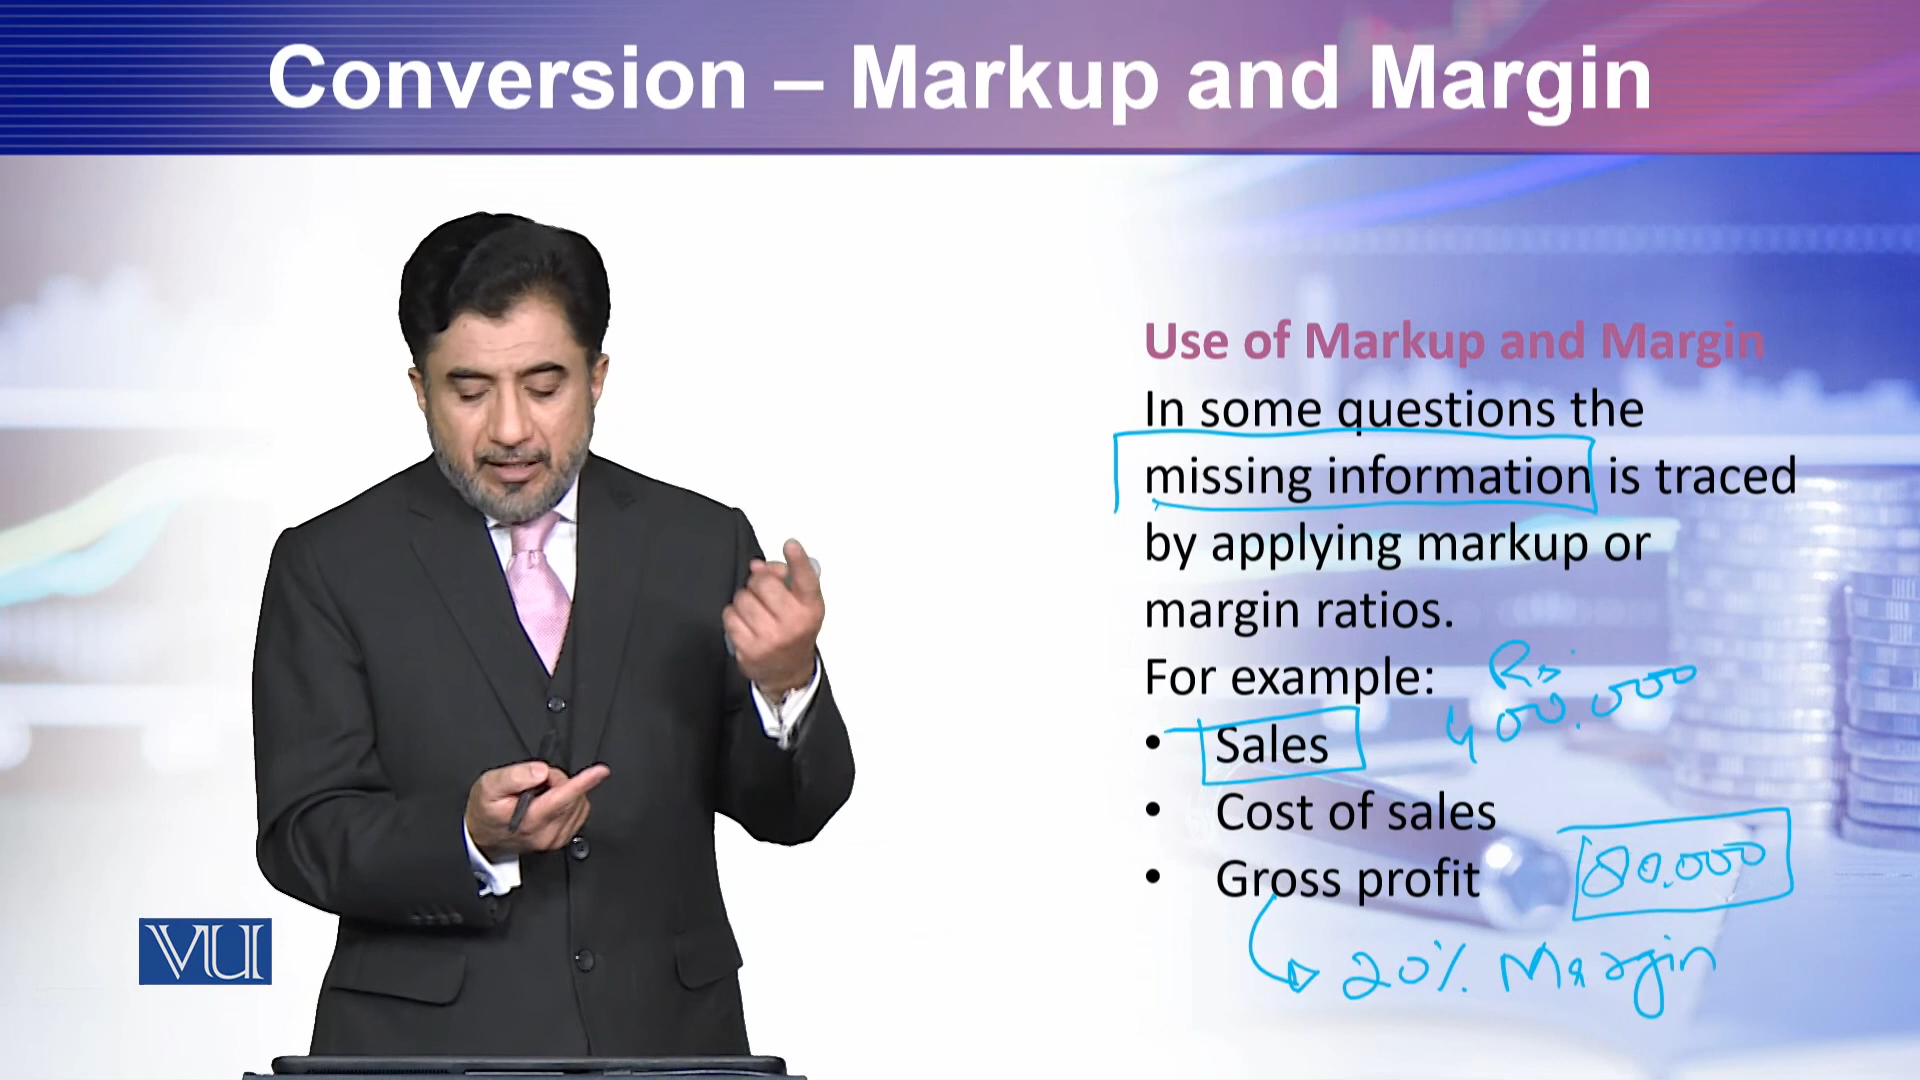 Conversion – Markup and Margin
Use of Markup and Margin
In some questions the
missing information is traced
by applying markup or
margin ratios.
For example: Rs.
• Sales 400.000
• Cost of sales
• Gross profit 80.000
20% Margin
VU